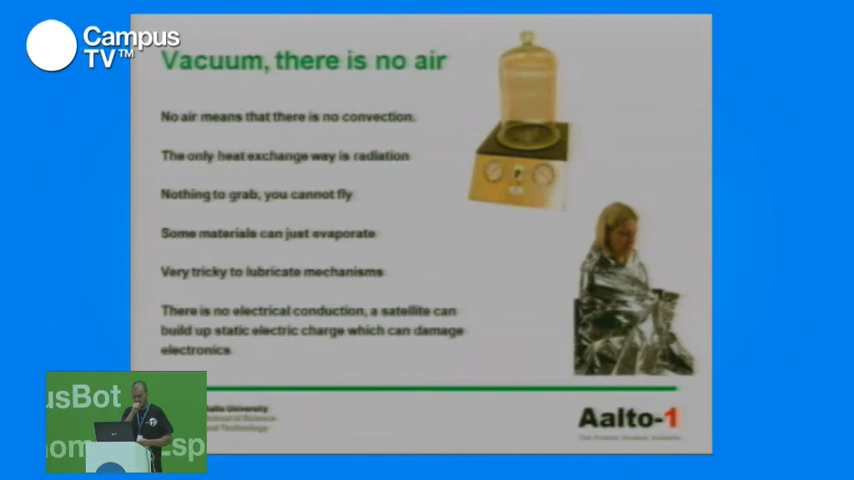 Campus
TV™
Vacuum, there is no air
No air means that there is no convection.
The only heat exchange way is radiation
Nothing to grab, you cannot fly
Some materials can just evaporate
Very tricky to lubricate mechanisms
There is no electrical conduction, a satellite can
build up static electric charge which can damage
electronics
usBot
nom
Esp
Aalto University
School of Science
and Technology
Aalto-1